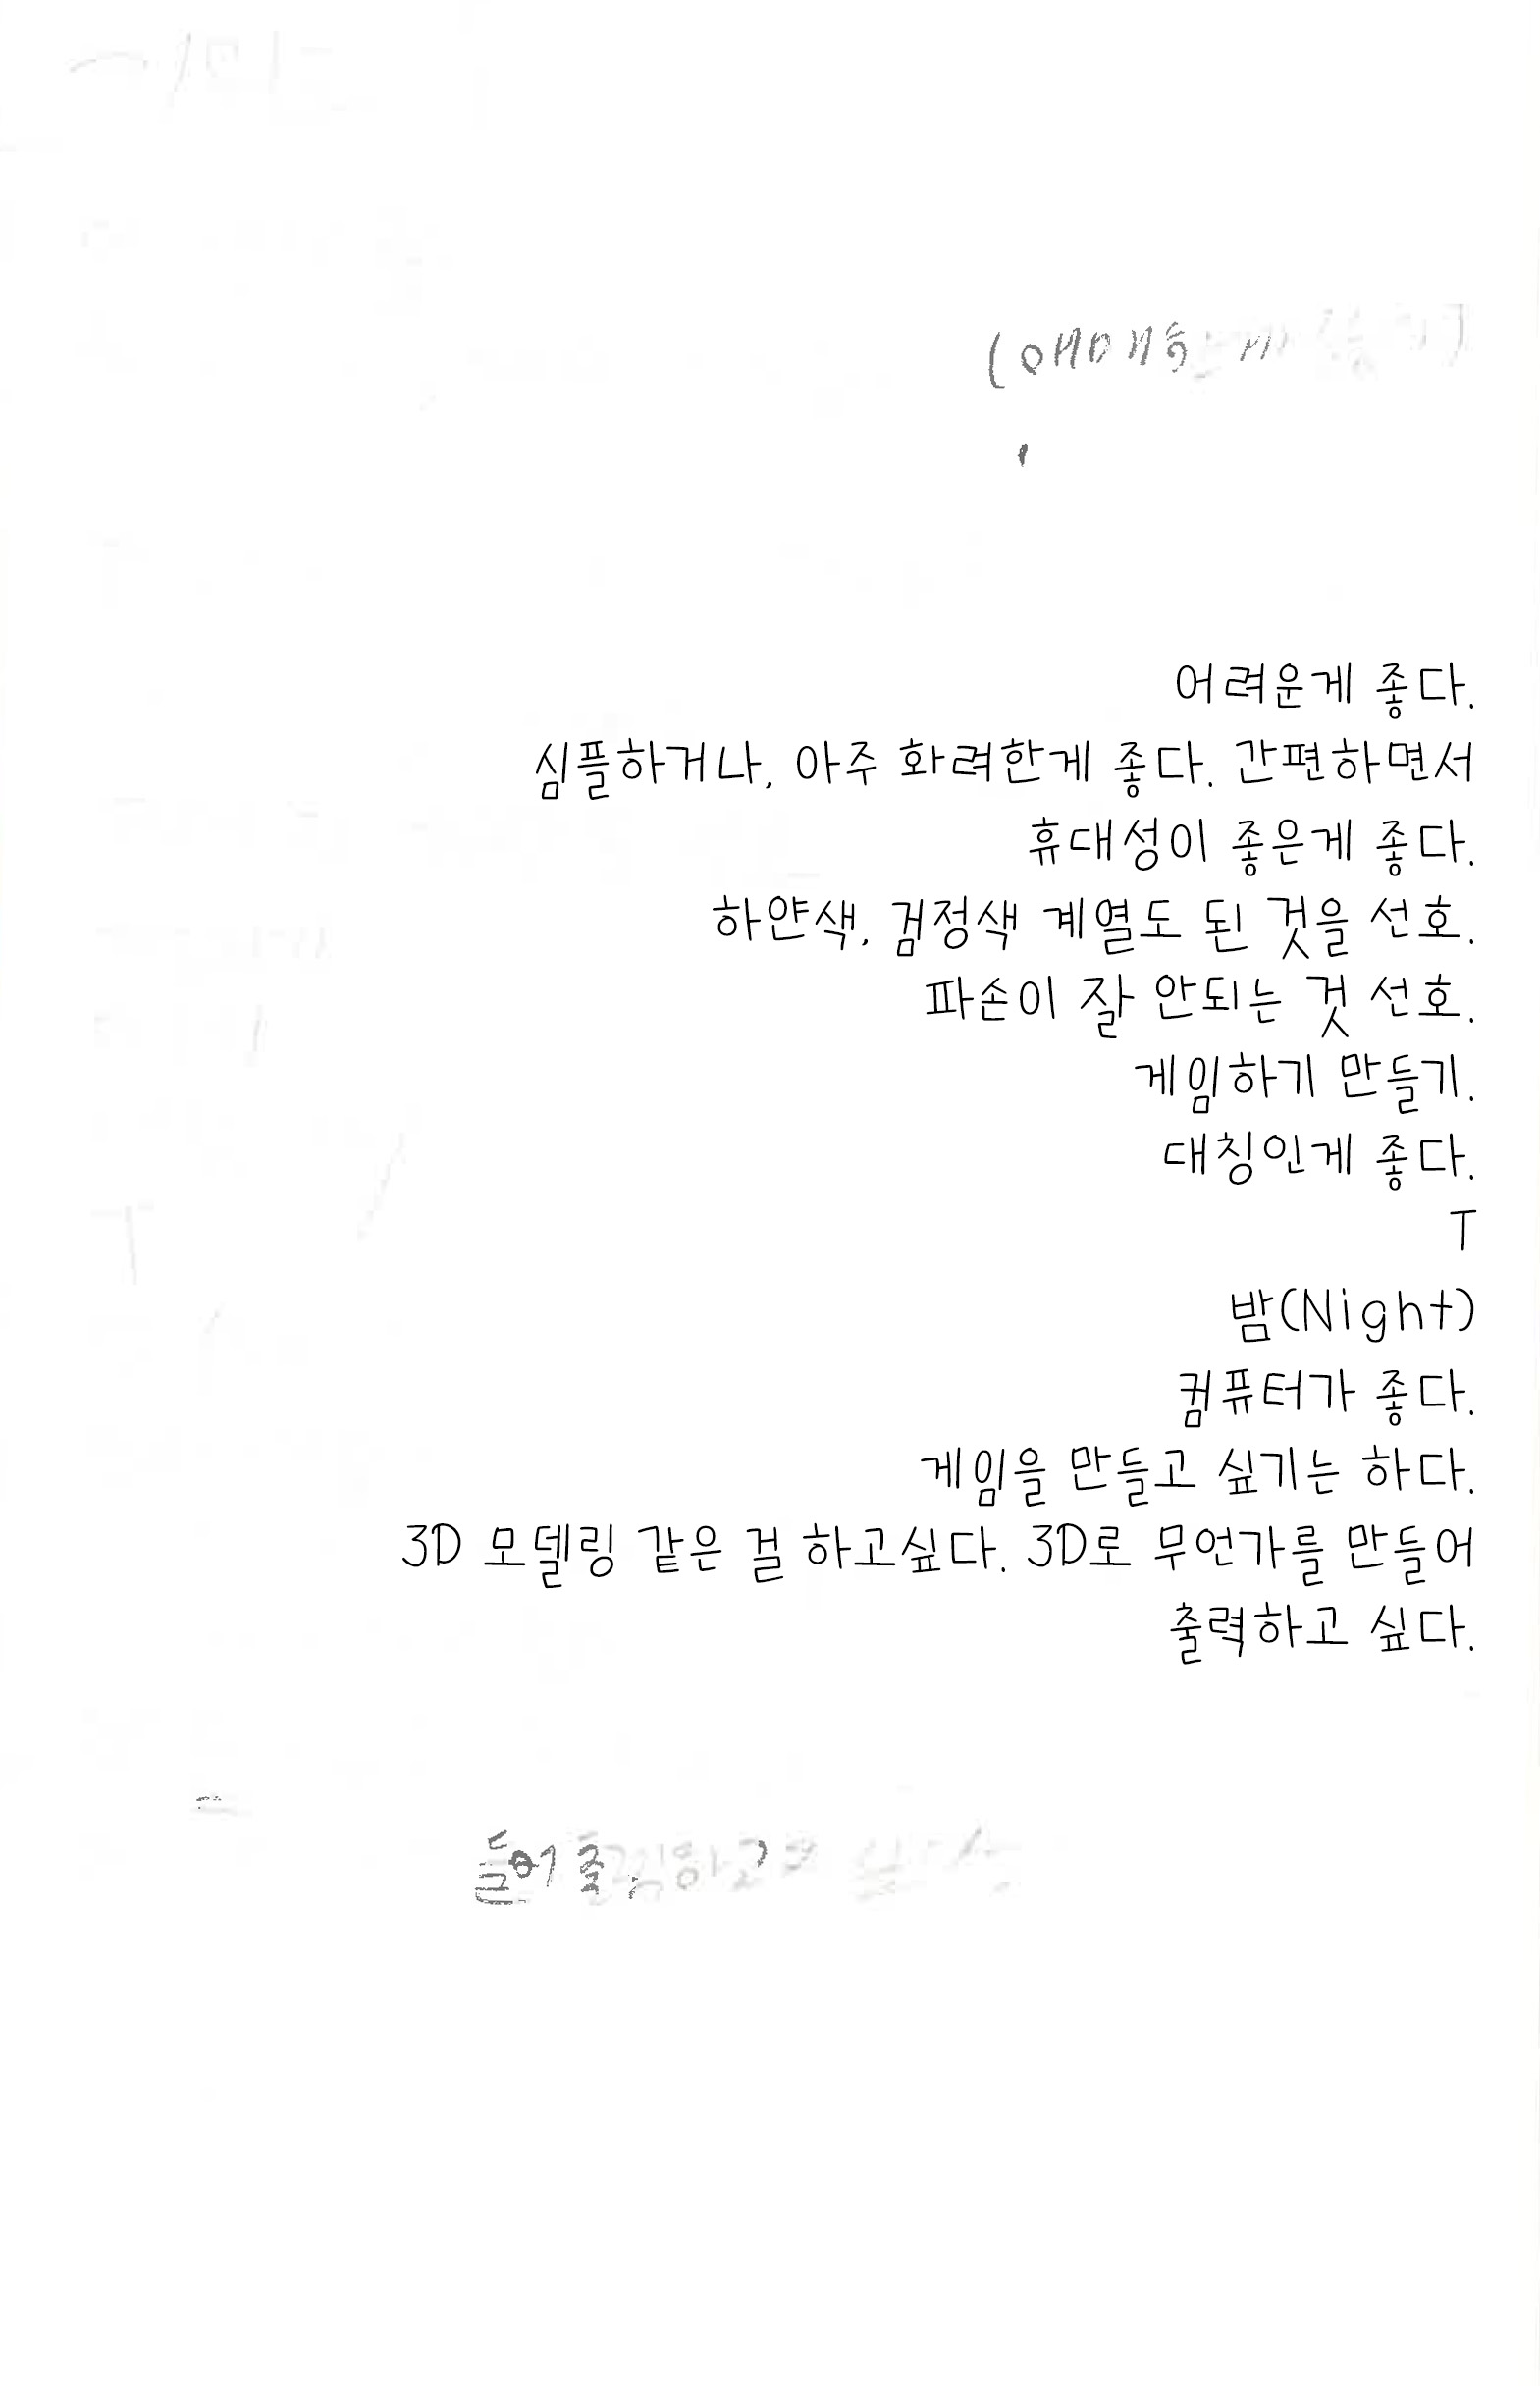 어려운게 좋다.
심플하거나, 아주 화려한게 좋다. 간편하면서
휴대성이 좋은게 좋다.
하얀색, 검정색 계열도 된 것을 선호.
파손이 잘 안되는 것 선호.
게임하기 만들기.
대칭인게 좋다.
T
밤(Night)
컴퓨터가 좋다.
게임을 만들고 싶기는 하다.
3D 모델링 같은 걸 하고싶다. 3D로 무언가를 만들어
출력하고 싶다.